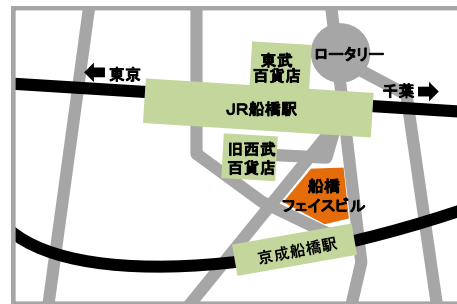 東武
百貨店
ロータリー
東京
千葉
JR船橋駅
旧西武
百貨店
船橋
フェイスビル
京成船橋駅